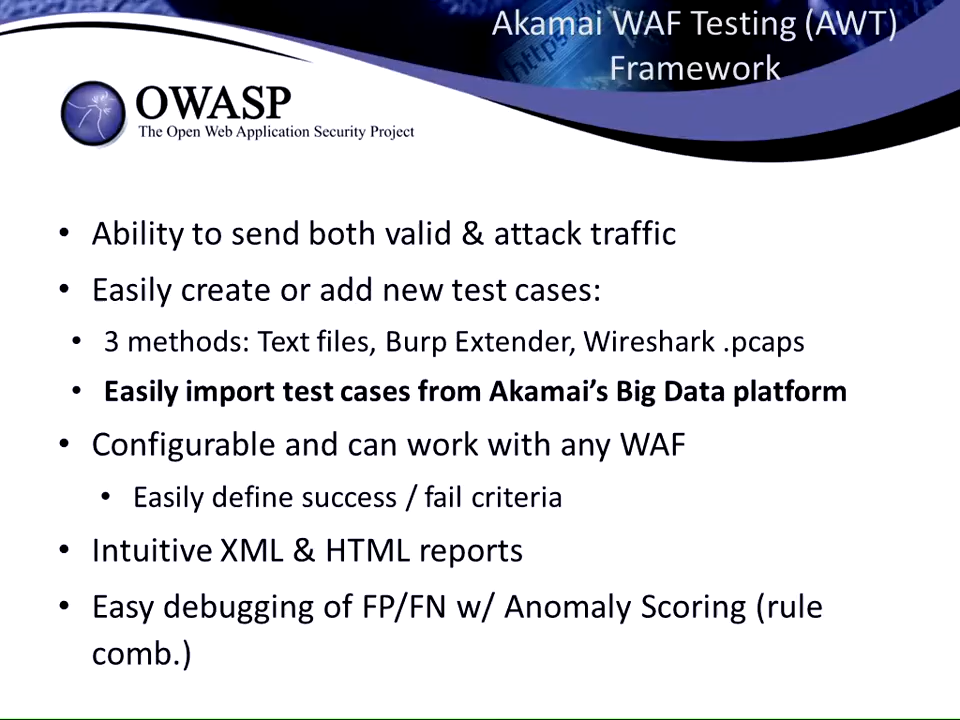 Akamai WAF Testing (AWT)
Framework
https
OWASP
The Open Web Application Security Project
• Ability to send both valid & attack traffic
• Easily create or add new test cases:
• 3 methods: Text files, Burp Extender, Wireshark .pcaps
• Easily import test cases from Akamai’s Big Data platform
• Configurable and can work with any WAF
• Easily define success / fail criteria
• Intuitive XML & HTML reports
• Easy debugging of FP/FN w/ Anomaly Scoring (rule
comb.)